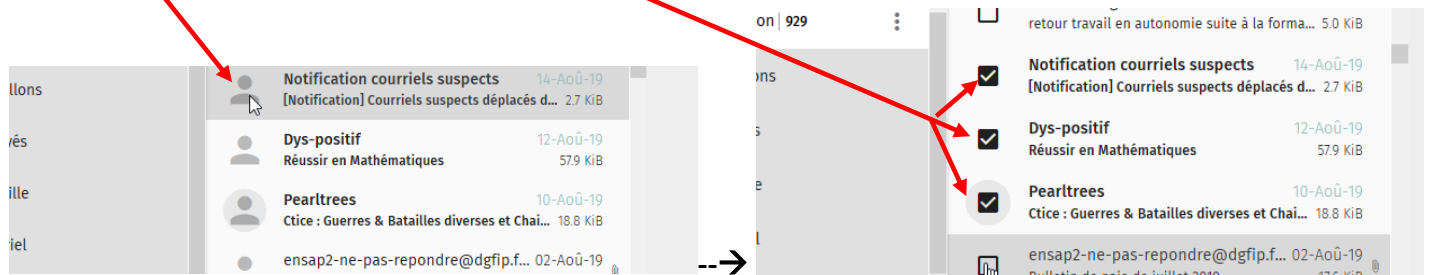 llons
vés
ille
iel
Notification courriels suspects 14-Aoû-19
[Notification] Courriels suspects déplacés d... 2.7 KiB
Dys-positif 12-Aoû-19
Réussir en Mathématiques 57.9 KiB
Pearltrees 10-Aoû-19
Ctice : Guerres & Batailles diverses et Chai... 18.8 KiB
ensap2-ne-pas-repondre@dgfip.f... 02-Aoû-19
--→
on | 929
ons
s
e
l
retour travail en autonomie suite à la forma... 5.0 KiB
Notification courriels suspects 14-Aoû-19
[Notification] Courriels suspects déplacés d... 2.7 KiB
Dys-positif 12-Aoû-19
Réussir en Mathématiques 57.9 KiB
Pearltrees 10-Aoû-19
Ctice : Guerres & Batailles diverses et Chai... 18.8 KiB
ensap2-ne-pas-repondre@dgfip.f... 02-Aoû-19